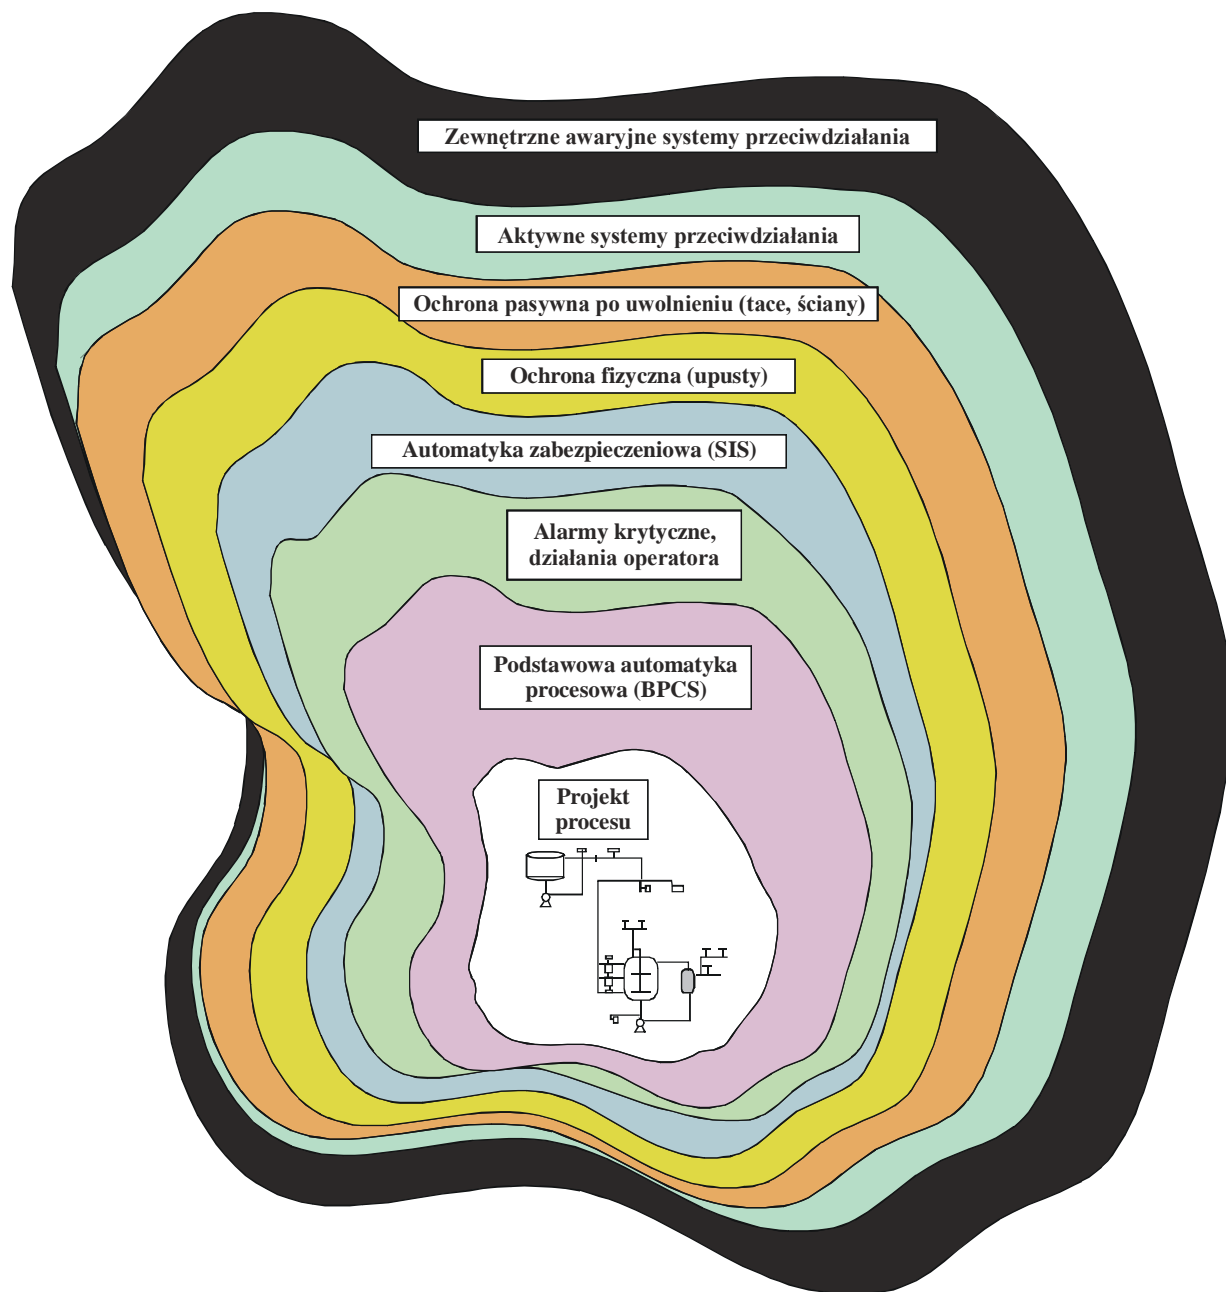 Zewnętrzne awaryjne systemy przeciwdziałania
Aktywne systemy przeciwdziałania
Ochrona pasywna po uwolnieniu (tace, ściany)
Ochrona fizyczna (upusty)
Automatyka zabezpieczeniowa (SIS)
Alarmy krytyczne,
działania operatora
Podstawowa automatyka
procesowa (BPCS)
Projekt
procesu